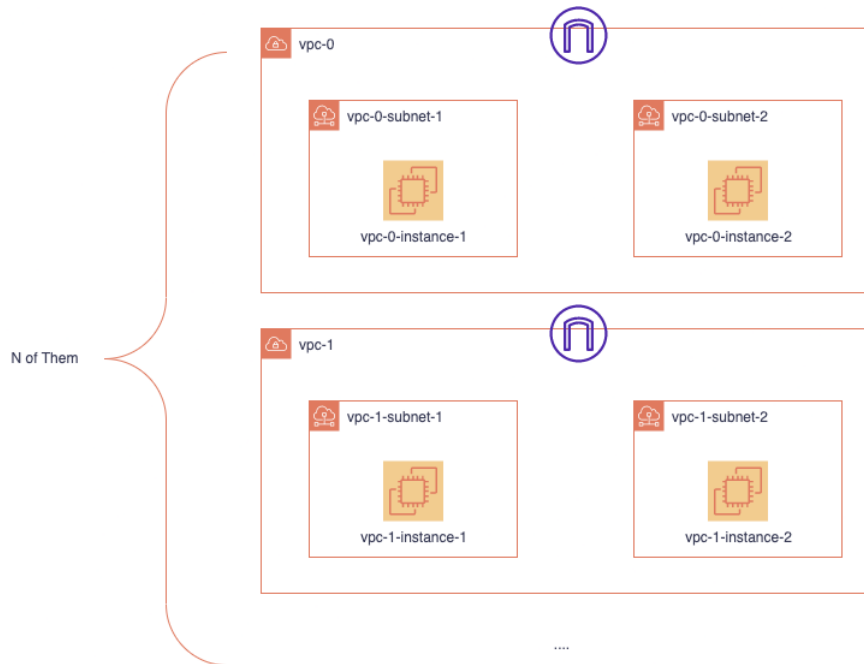 vpc-0
vpc-0-subnet-1
vpc-0-subnet-2
vpc-0-instance-1
vpc-0-instance-2
N of Them
vpc-1
vpc-1-subnet-1
vpc-1-subnet-2
vpc-1-instance-1
vpc-1-instance-2
....